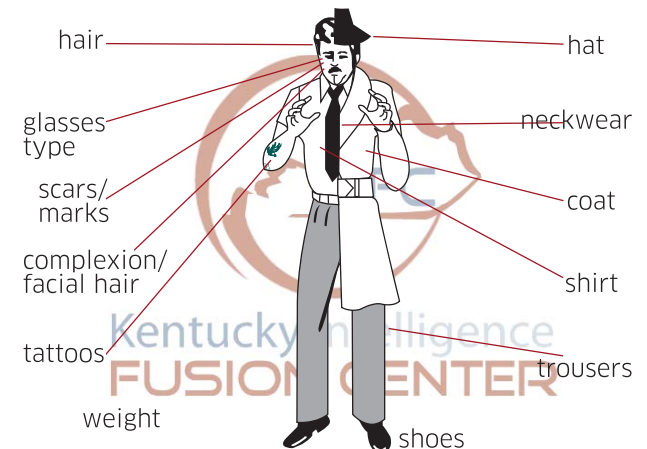 hair
hat
glasses
type
neckwear
scars/
marks
coat
complexion/
facial hair
shirt
Kentucky Intelligence
tattoos
trousers
FUSION CENTER
weight
shoes